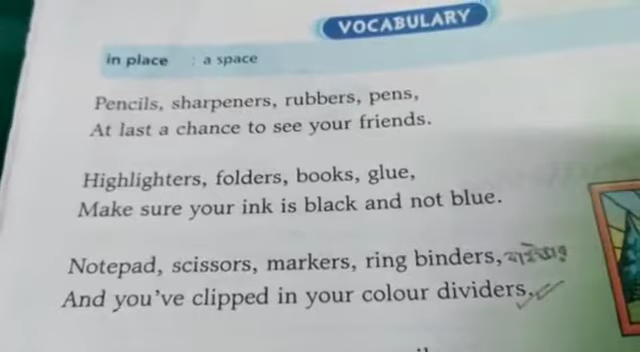 VOCABULARY
in place : a space
Pencils, sharpeners, rubbers, pens,
At last a chance to see your friends.
Highlighters, folders, books, glue,
Make sure your ink is black and not blue.
Notepad, scissors, markers, ring binders,
And you've clipped in your colour dividers.